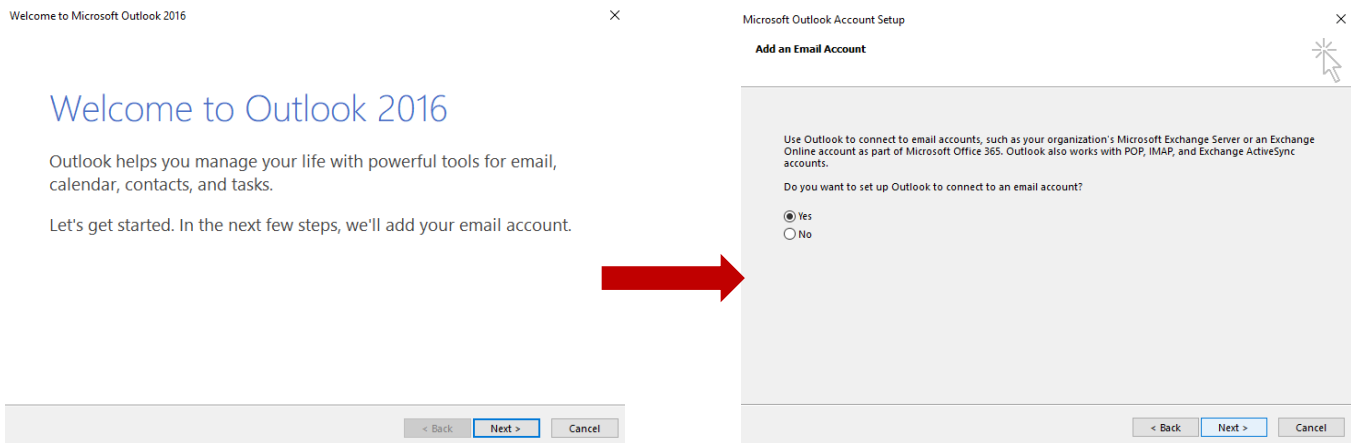 Welcome to Microsoft Outlook 2016
Welcome to Outlook 2016
Outlook helps you manage your life with powerful tools for email,
calendar, contacts, and tasks.
Let's get started. In the next few steps, we'll add your email account.
< Back Next > Cancel
Microsoft Outlook Account Setup
Add an Email Account
Use Outlook to connect to email accounts, such as your organization's Microsoft Exchange Server or an Exchange
Online account as part of Microsoft Office 365. Outlook also works with POP, IMAP, and Exchange ActiveSync
accounts.
Do you want to set up Outlook to connect to an email account?
Yes
No
< Back Next > Cancel